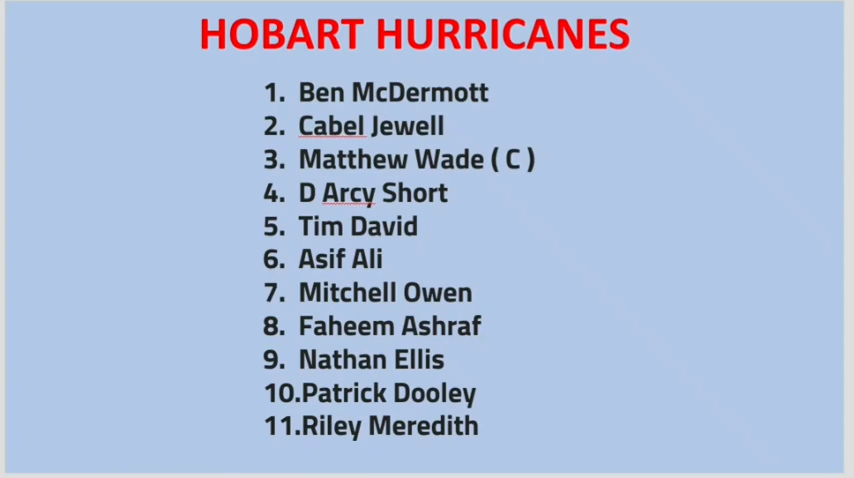 HOBART HURRICANES
1. Ben McDermott
2. Cabel Jewell
3. Matthew Wade ( C )
4. D Arcy Short
5. Tim David
6. Asif Ali
7. Mitchell Owen
8. Faheem Ashraf
9. Nathan Ellis
10.Patrick Dooley
11.Riley Meredith